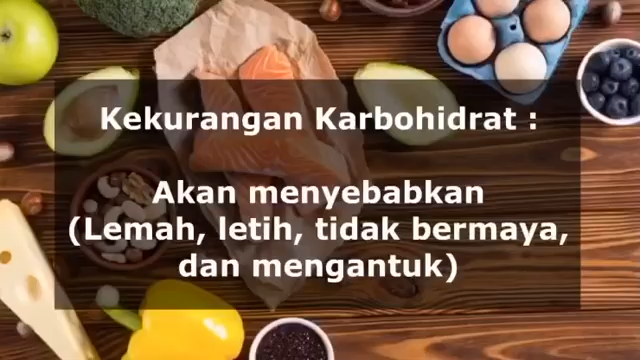 Kekurangan Karbohidrat :
Akan menyebabkan
(Lemah, letih, tidak bermaya,
dan mengantuk)